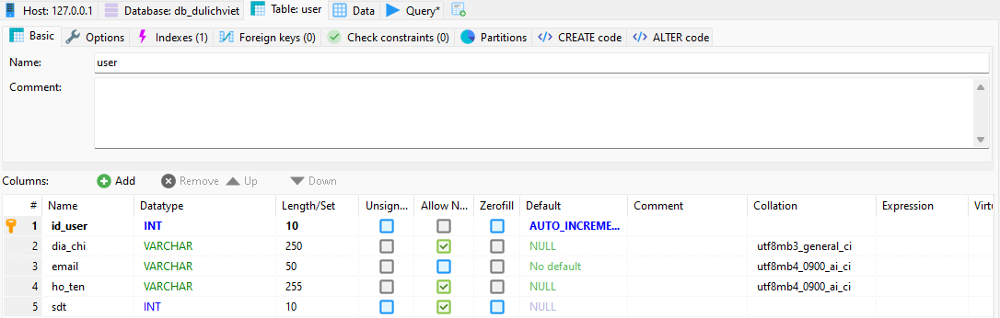 Host: 127.0.0.1 Database: db_dulichviet Table: user Data Query*
Basic Options Indexes (1) Foreign keys (0) Check constraints (0) Partitions CREATE code ALTER code
Name: user
Comment:
Columns: Add Remove Up Down
# Name Datatype Length/Set Unsign... Allow N... Zerofill Default Comment Collation Expression Virtu
1 id_user INT 10 AUTO_INCREME...
2 dia_chi VARCHAR 250 NULL utf8mb3_general_ci
3 email VARCHAR 50 No default utf8mb4_0900_ai_ci
4 ho_ten VARCHAR 255 NULL utf8mb4_0900_ai_ci
5 sdt INT 10 NULL